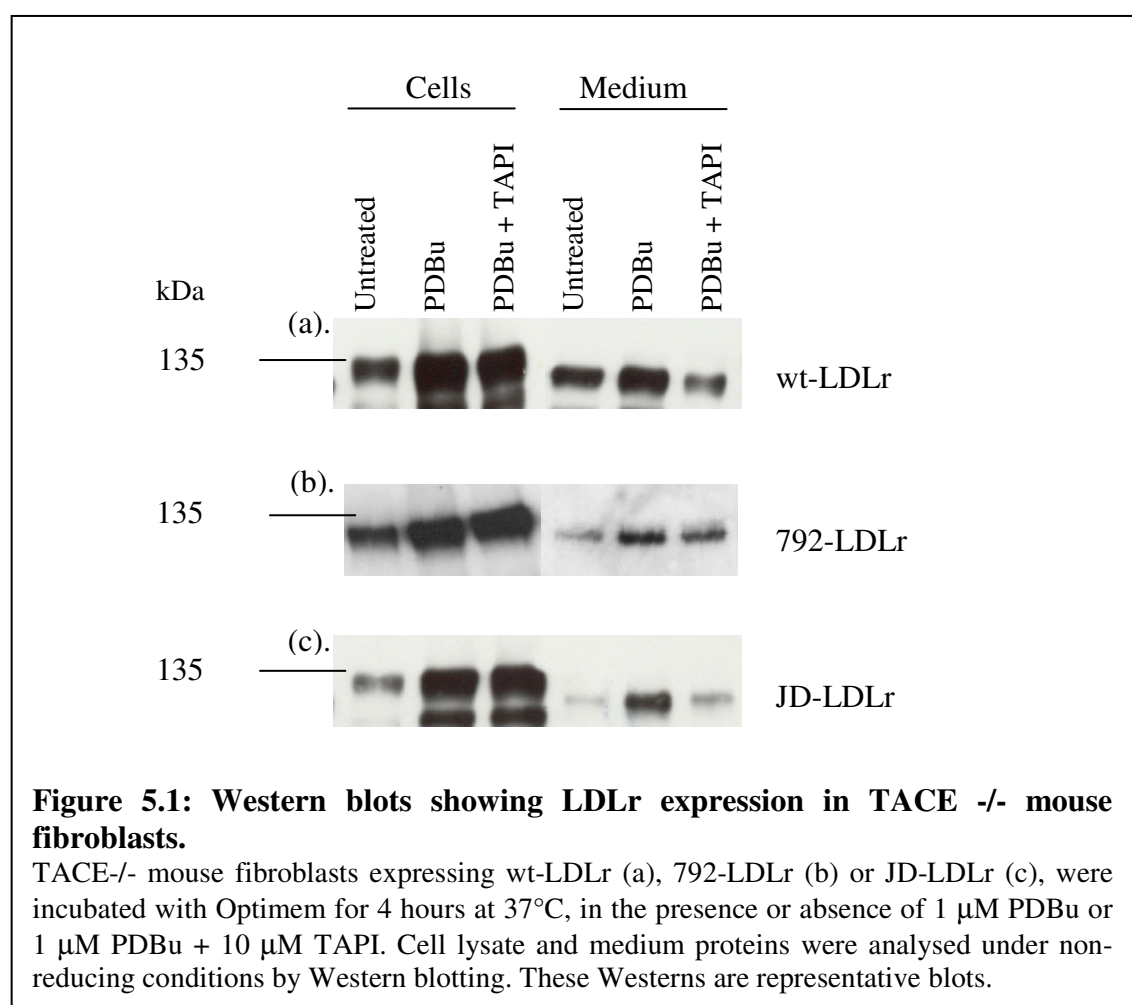 Cells Medium
Untreated PDBu PDBu + TAPI Untreated PDBu PDBu + TAPI
kDa
(a).
135
wt-LDLr
(b).
135
792-LDLr
(c).
135
JD-LDLr
Figure 5.1: Western blots showing LDLr expression in TACE -/- mouse
fibroblasts.
TACE-/- mouse fibroblasts expressing wt-LDLr (a), 792-LDLr (b) or JD-LDLr (c), were
incubated with Optimem for 4 hours at 37°C, in the presence or absence of 1 μM PDBu or
1 μM PDBu + 10 μM TAPI. Cell lysate and medium proteins were analysed under non-
reducing conditions by Western blotting. These Westerns are representative blots.